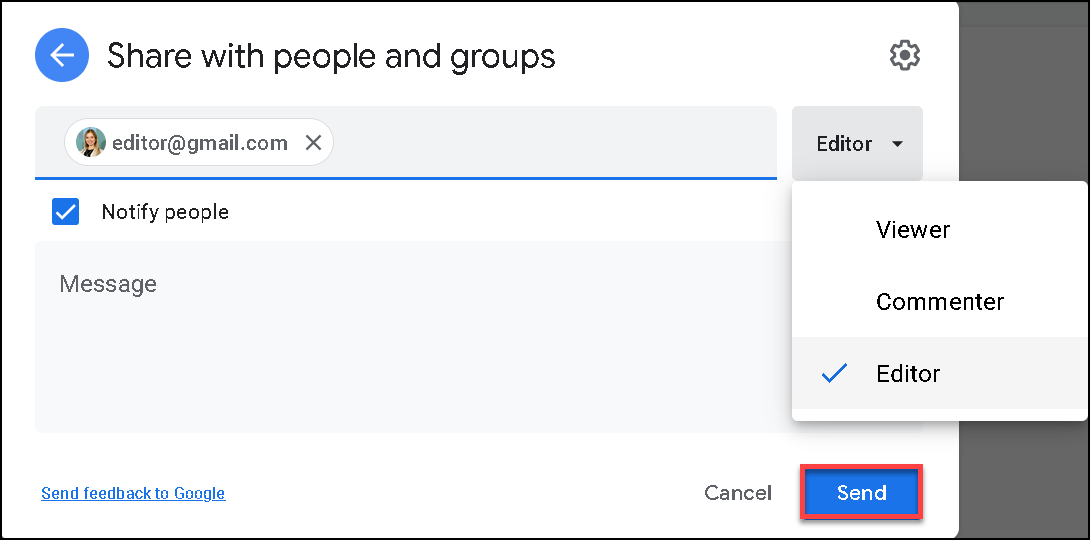 Share with people and groups
editor@gmail.com
Editor
Notify people
Viewer
Message
Commenter
Editor
Send feedback to Google
Cancel
Send